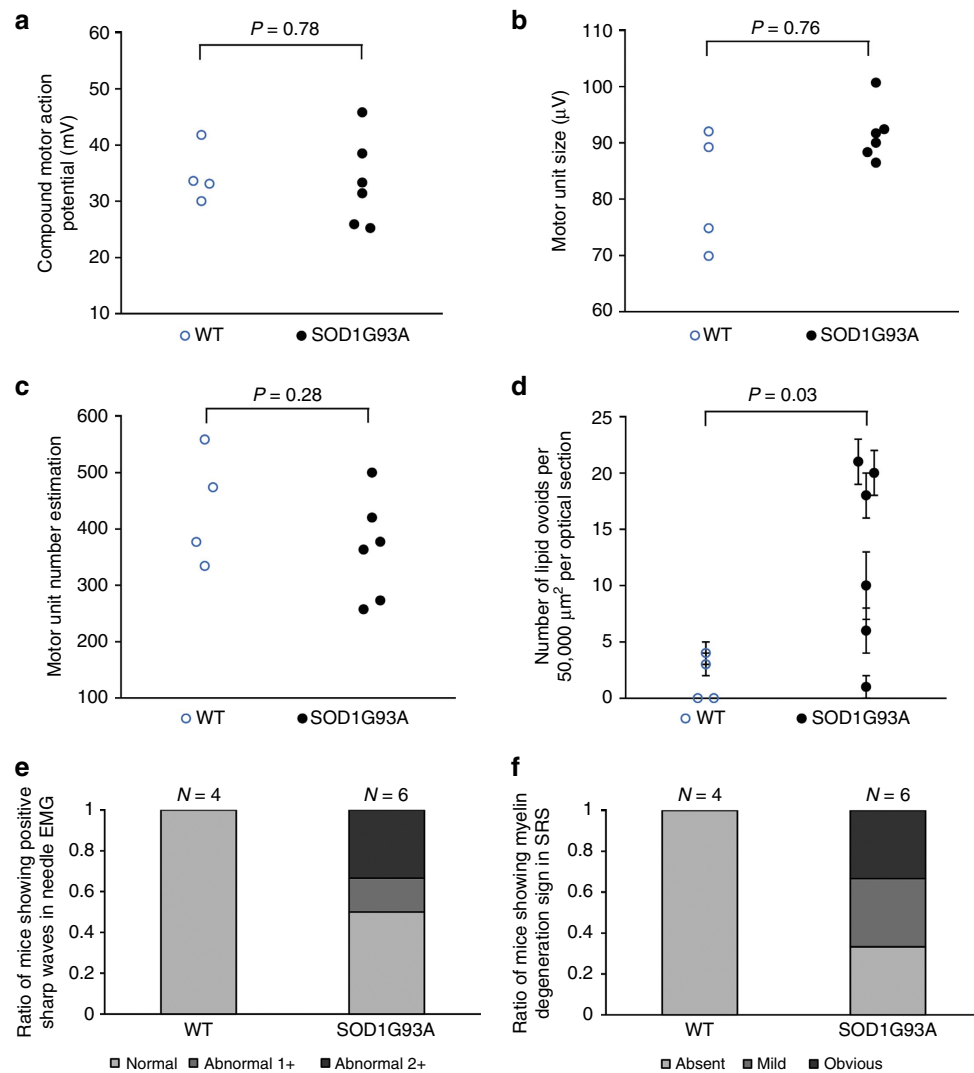 a
P = 0.78
60
50
40
30
20
10
Compound motor action
potential (mV)
WT
SOD1G93A
b
P = 0.76
110
100
90
80
70
60
Motor unit size (μV)
WT
SOD1G93A
c
P = 0.28
600
500
400
300
200
100
Motor unit number estimation
WT
SOD1G93A
d
P = 0.03
25
20
15
10
5
0
Number of lipid ovoids per
50,000 μm² per optical section
WT
SOD1G93A
e
N = 4
N = 6
1
0.8
0.6
0.4
0.2
0
Ratio of mice showing positive
sharp waves in needle EMG
WT
SOD1G93A
Normal
Abnormal 1+
Abnormal 2+
f
N = 4
N = 6
1
0.8
0.6
0.4
0.2
0
Ratio of mice showing myelin
degeneration sign in SRS
WT
SOD1G93A
Absent
Mild
Obvious